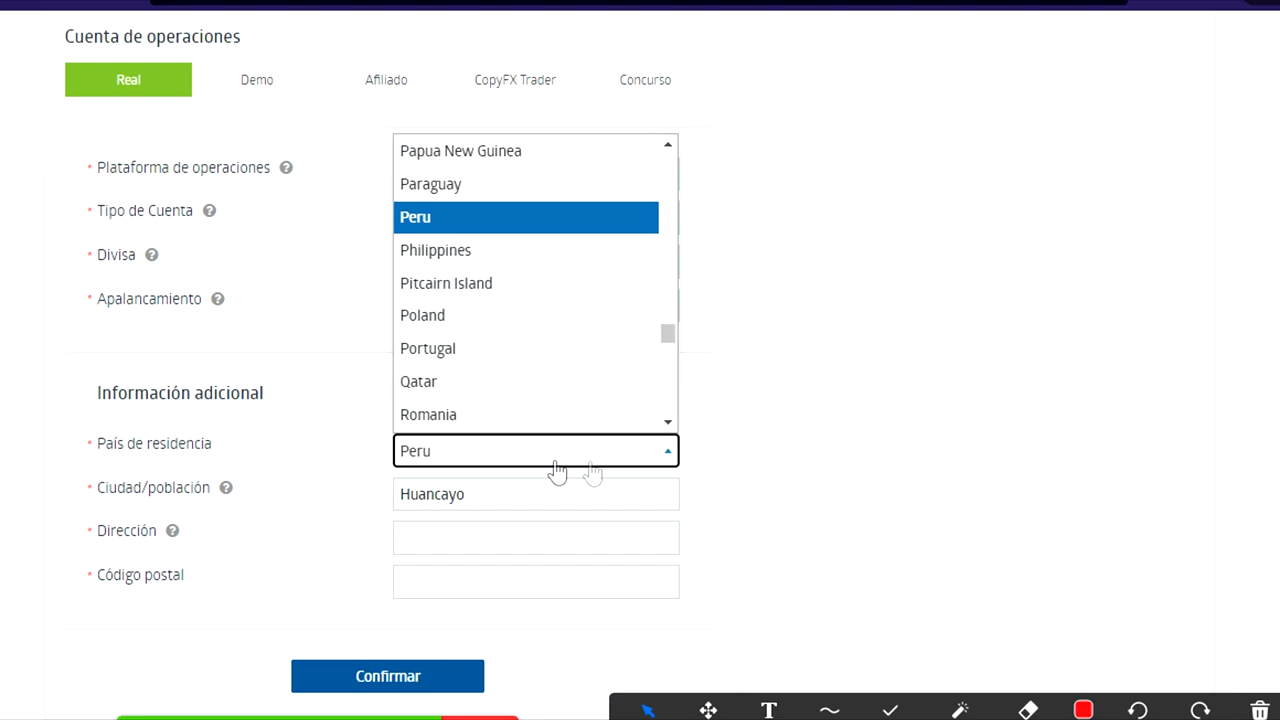 Cuenta de operaciones
Real Demo Afiliado CopyFX Trader Concurso
* Plataforma de operaciones ?
* Tipo de Cuenta ?
* Divisa ?
* Apalancamiento ?
Papua New Guinea
Paraguay
Peru
Philippines
Pitcairn Island
Poland
Portugal
Qatar
Romania
Información adicional
* País de residencia Peru
* Ciudad/población ? Huancayo
* Dirección ?
* Código postal
Confirmar
T